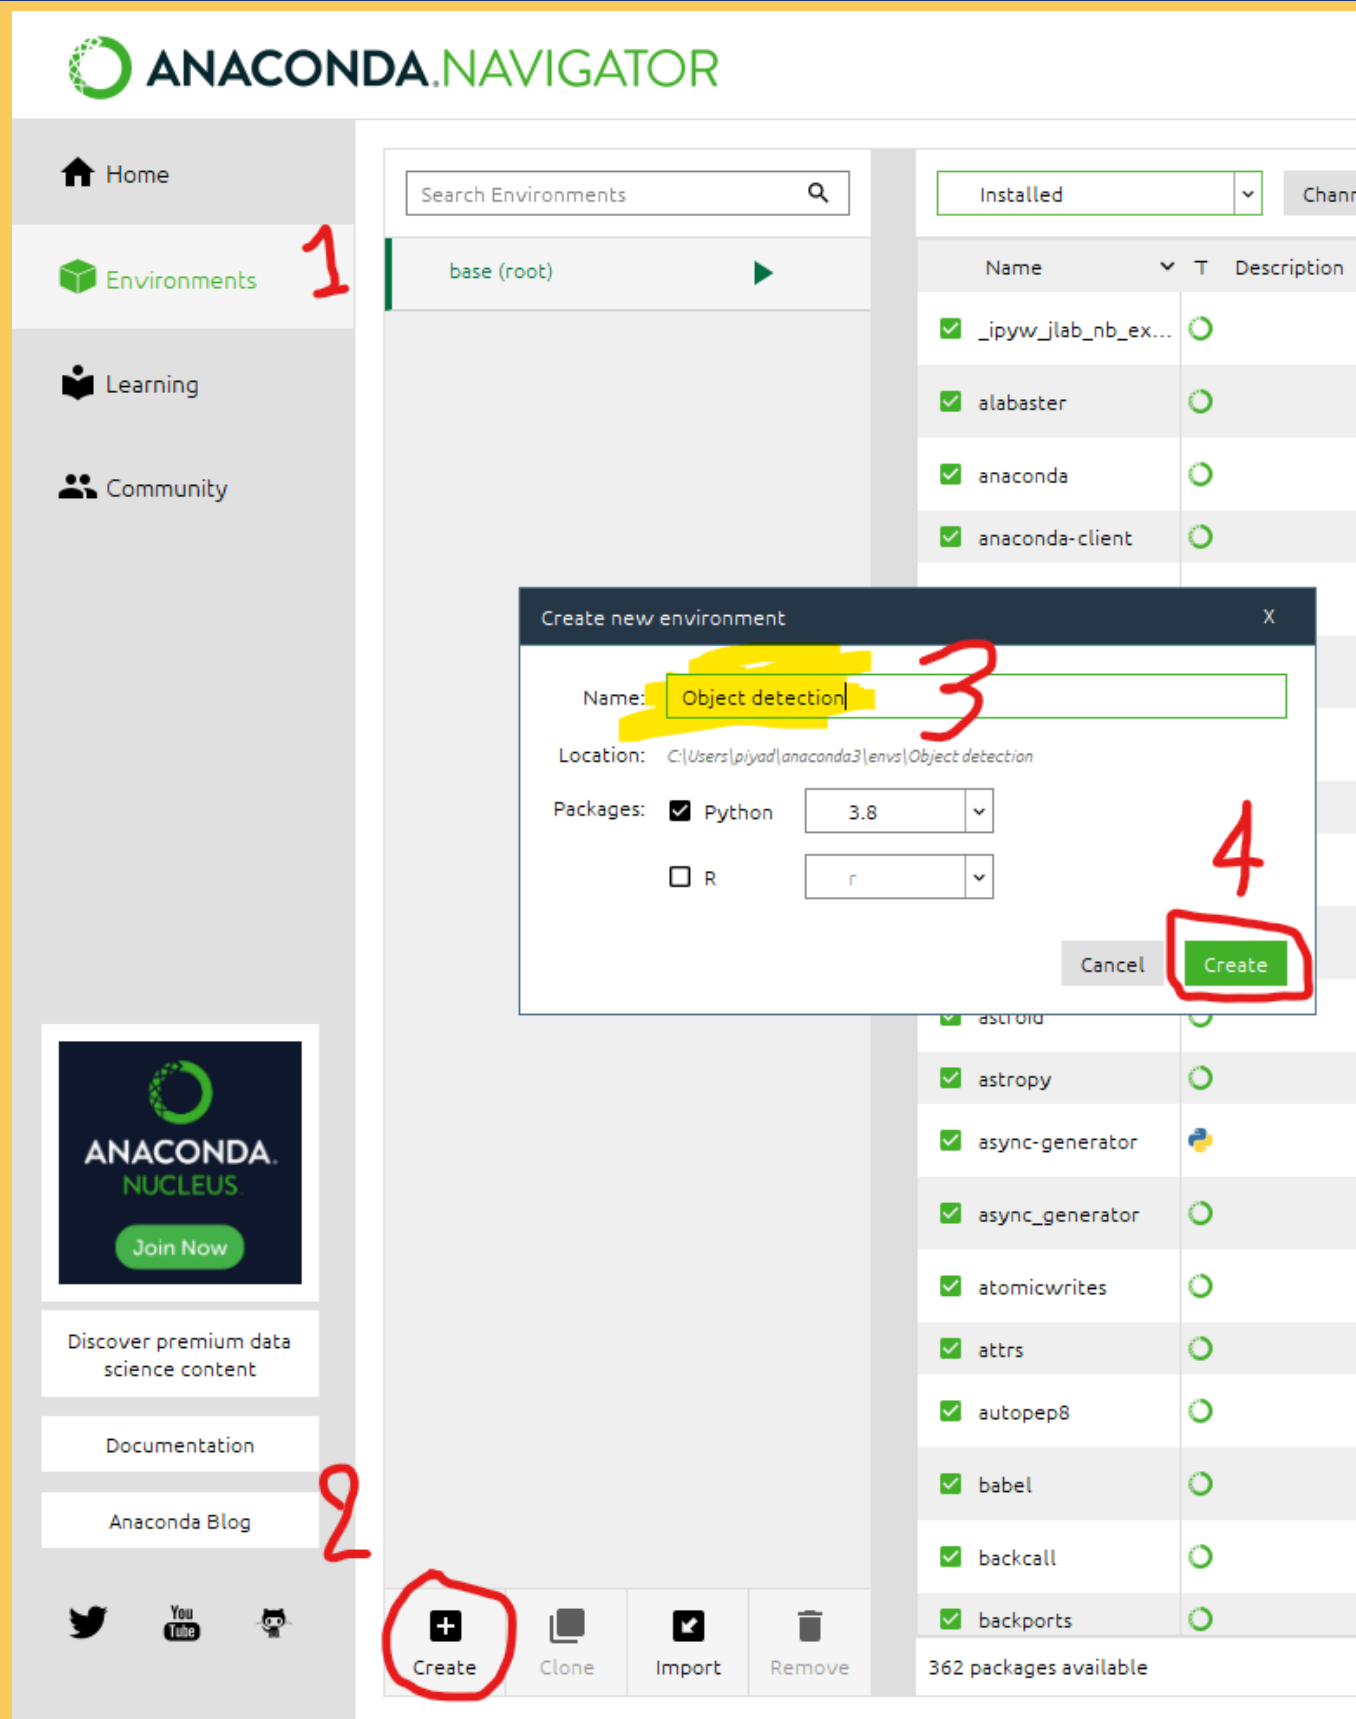 ANACONDA.NAVIGATOR
Home
Environments
1
Learning
Community
ANACONDA.
NUCLEUS.
Join Now
Discover premium data
science content
Documentation
Anaconda Blog
2
You
Tube
Search Environments
base (root)
Create
Clone
Import
Remove
Installed
Chann
Name T Description
_ipyw_jlab_nb_ex...
alabaster
anaconda
anaconda-client
Create new environment X
3
Name: Object detection
Location: C:\Users\piyad\anaconda3\envs\Object detection
Packages: Python 3.8
R r
4
Cancel Create
astroid
astropy
async-generator
async_generator
atomicwrites
attrs
autopep8
babel
backcall
backports
362 packages available